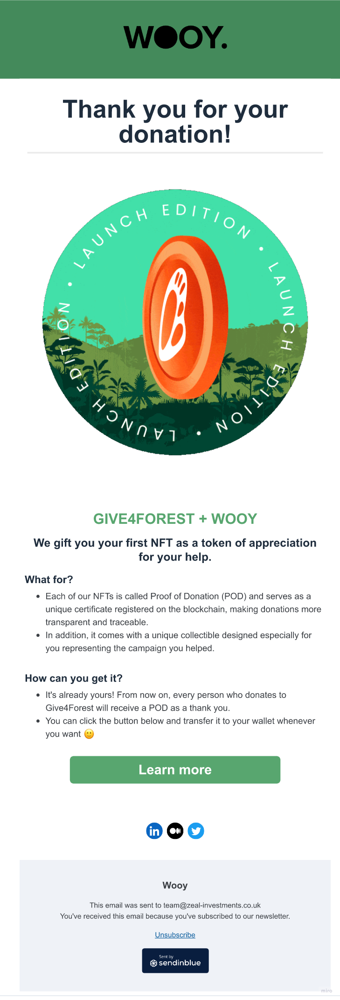 WOOY.
Thank you for your
donation!
LAUNCH EDITION • LAUNCH EDITION • LAUNCH EDITION •
GIVE4FOREST + WOOY
We gift you your first NFT as a token of appreciation
for your help.
What for?
• Each of our NFTs is called Proof of Donation (POD) and serves as a
unique certificate registered on the blockchain, making donations more
transparent and traceable.
• In addition, it comes with a unique collectible designed especially for
you representing the campaign you helped.
How can you get it?
• It's already yours! From now on, every person who donates to
Give4Forest will receive a POD as a thank you.
• You can click the button below and transfer it to your wallet whenever
you want 🙂
Learn more
in
Wooy
This email was sent to team@zeal-investments.co.uk
You've received this email because you've subscribed to our newsletter.
Unsubscribe
Sent by
sendinblue
miro